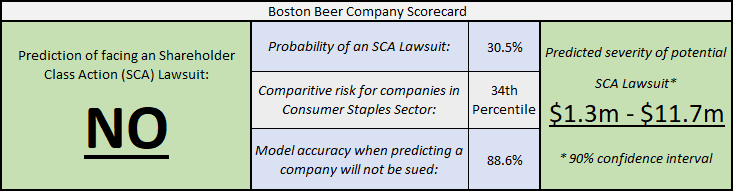 Boston Beer Company Scorecard
Prediction of facing an Shareholder
Class Action (SCA) Lawsuit:
NO
Probability of an SCA Lawsuit:
30.5%
Comparitive risk for companies in
Consumer Staples Sector:
34th
Percentile
Model accuracy when predicting a
company will not be sued:
88.6%
Predicted severity of potential
SCA Lawsuit*
$1.3m - $11.7m
* 90% confidence interval